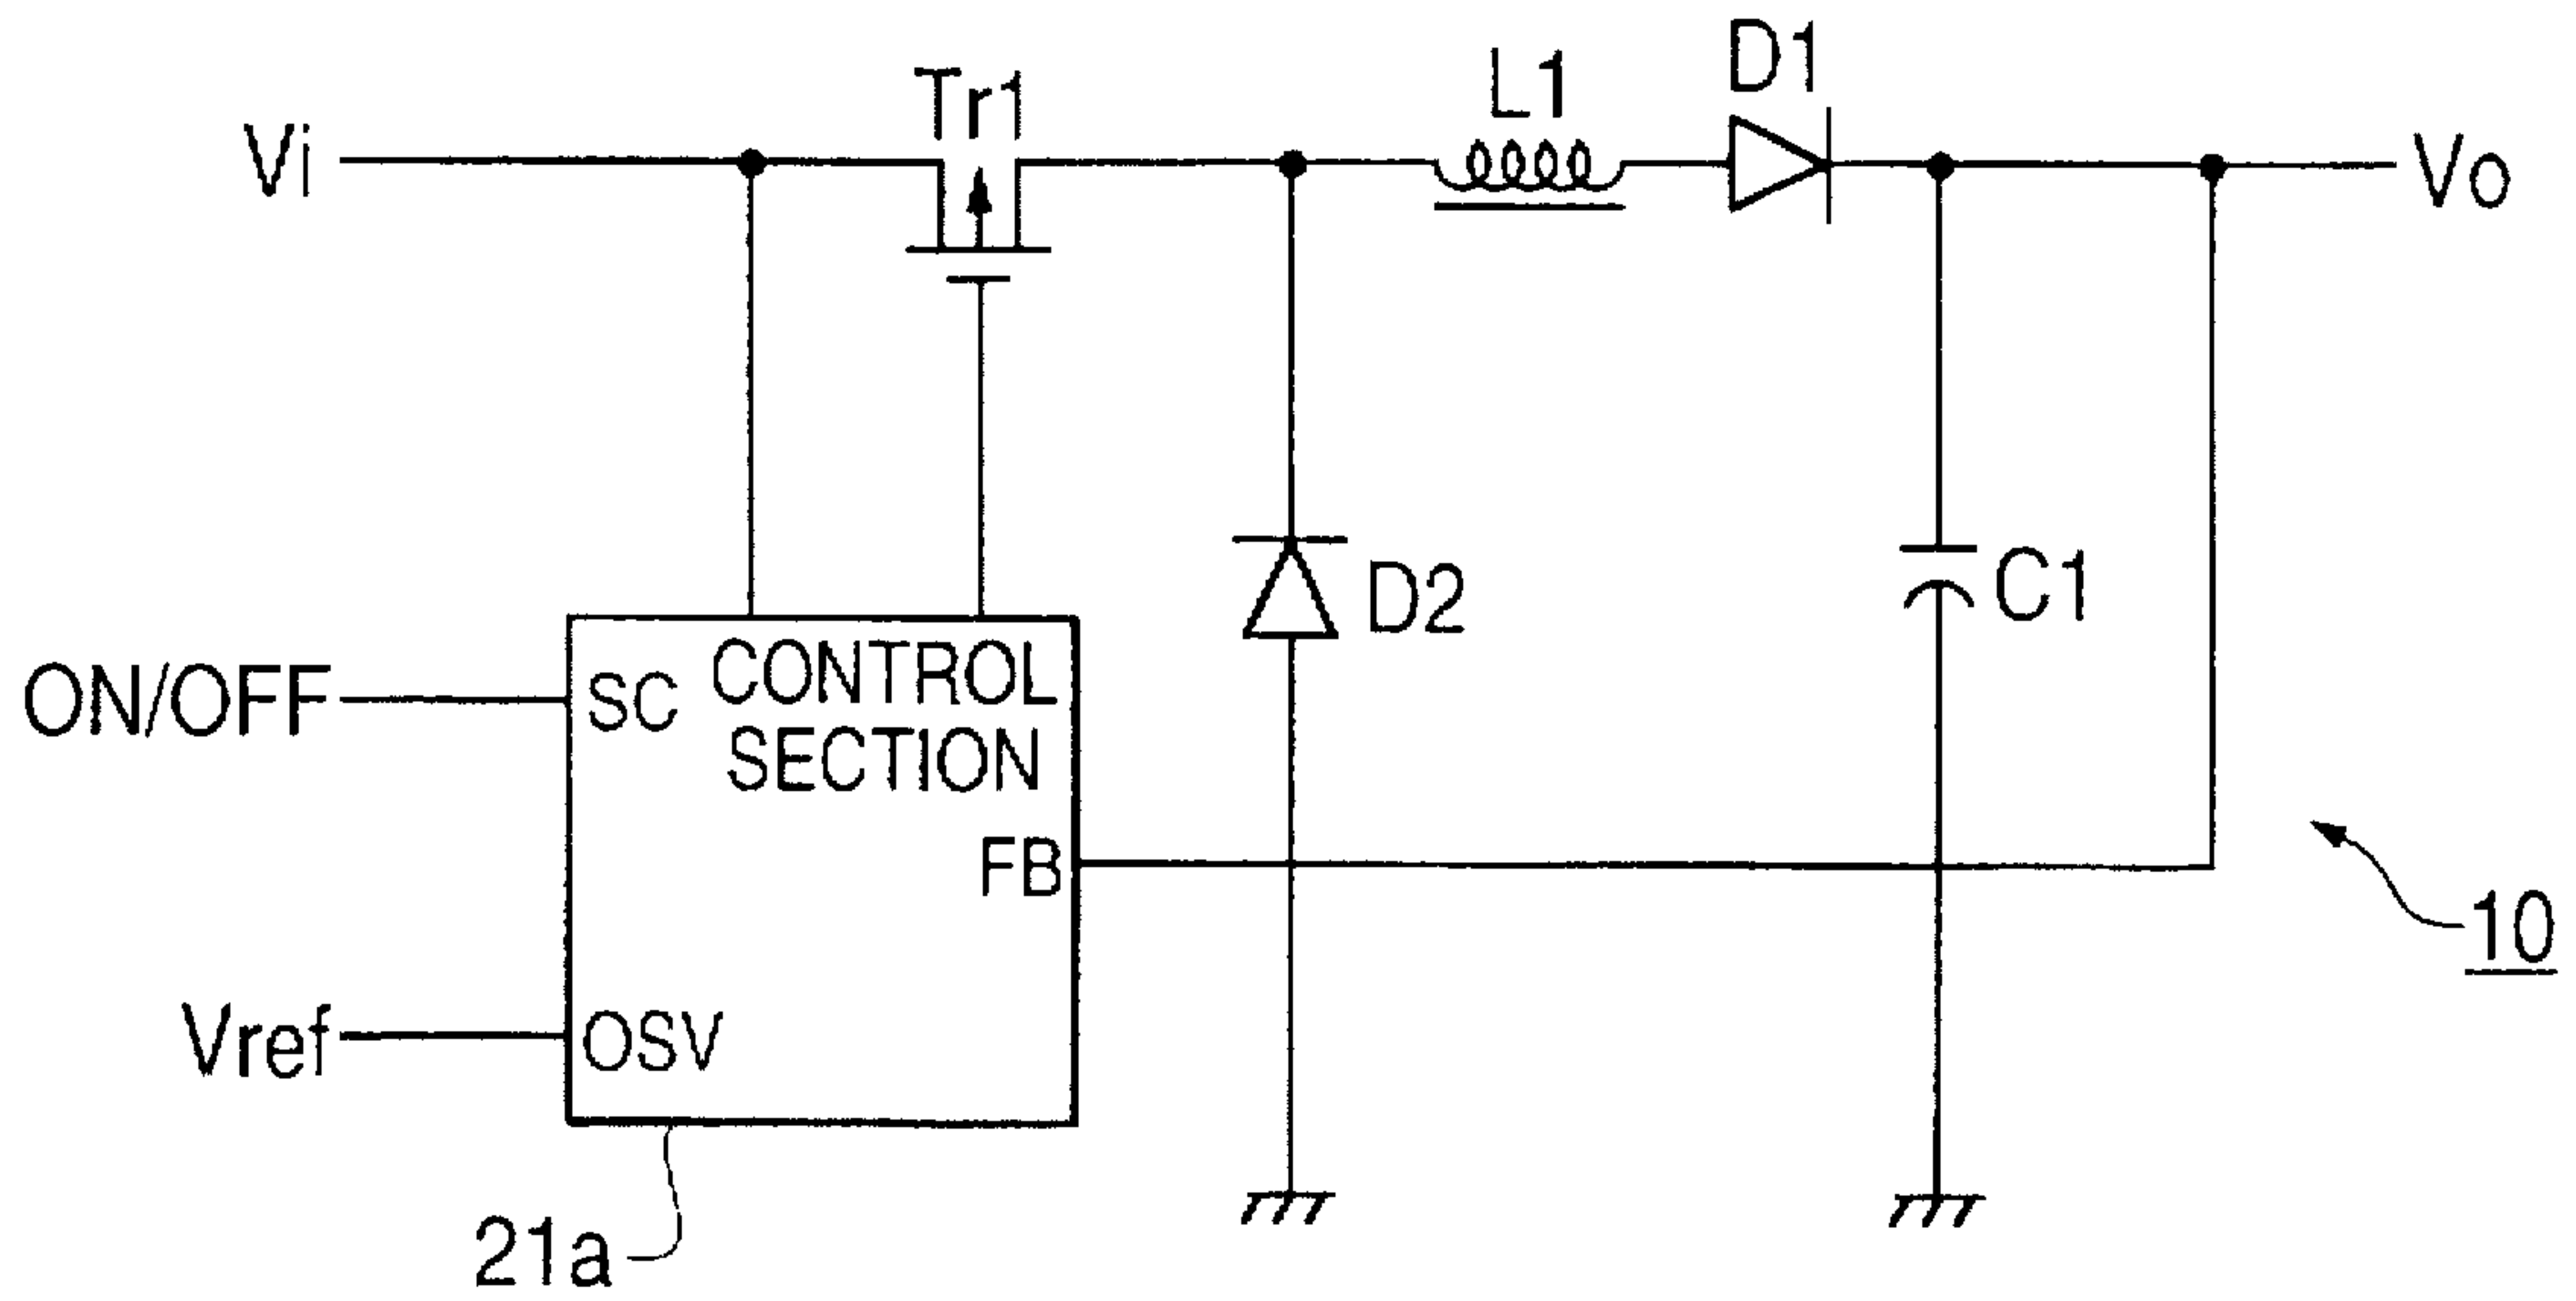 D1
L1
Tr1
Vi
Vo
D2
C1
CONTROL
SECTION
SC
ON/OFF
FB
10
Vref
OSV
21a